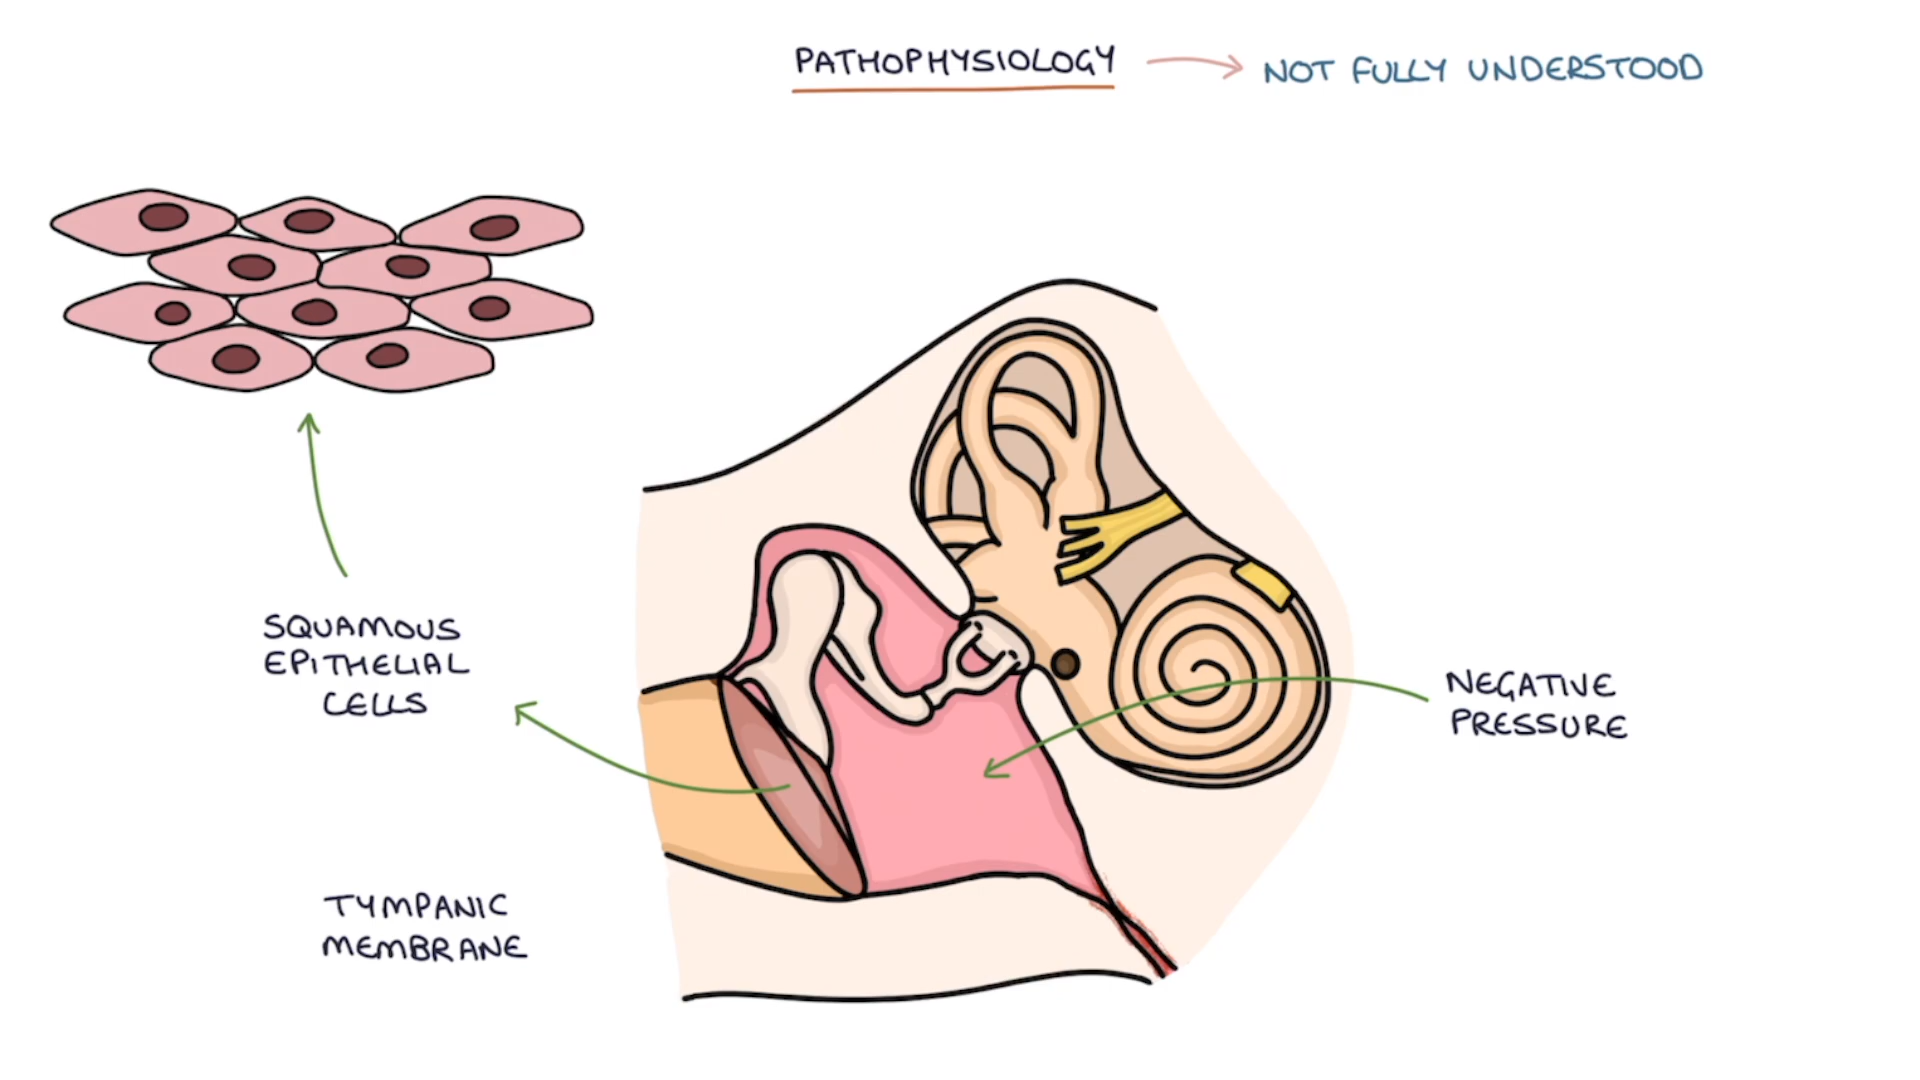 PATHOPHYSIOLOGY
NOT FULLY UNDERSTOOD
SQUAMOUS
EPITHELIAL
CELLS
NEGATIVE
PRESSURE
TYMPANIC
MEMBRANE